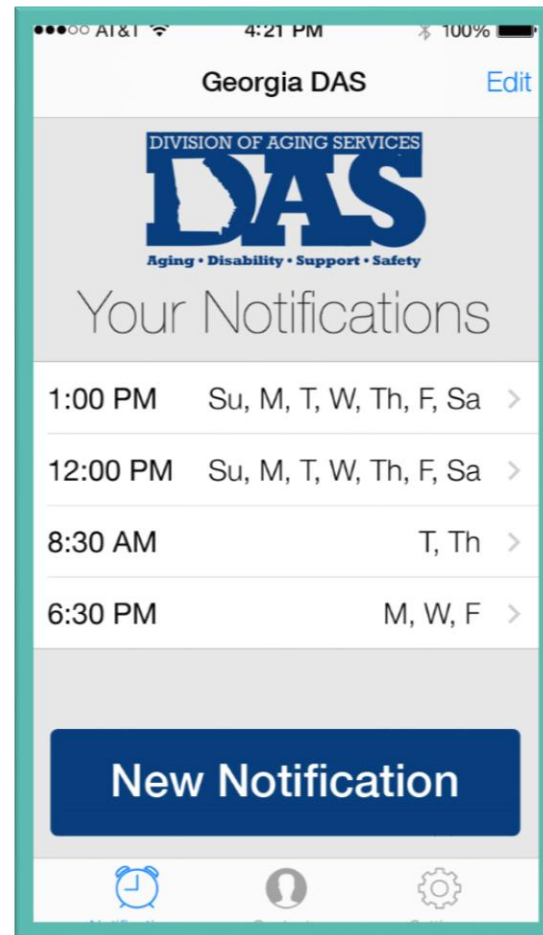 AT&T 4:21 PM 100%
Georgia DAS Edit
DIVISION OF AGING SERVICES
DAS
Aging • Disability • Support • Safety
Your Notifications
1:00 PM Su, M, T, W, Th, F, Sa >
12:00 PM Su, M, T, W, Th, F, Sa >
8:30 AM T, Th >
6:30 PM M, W, F >
New Notification